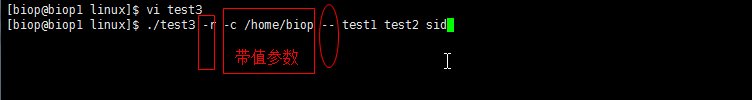 [biop@biop1 linux]$ vi test3
[biop@biop1 linux]$ ./test3 -r -c /home/biop -- test1 test2 sid
带值参数